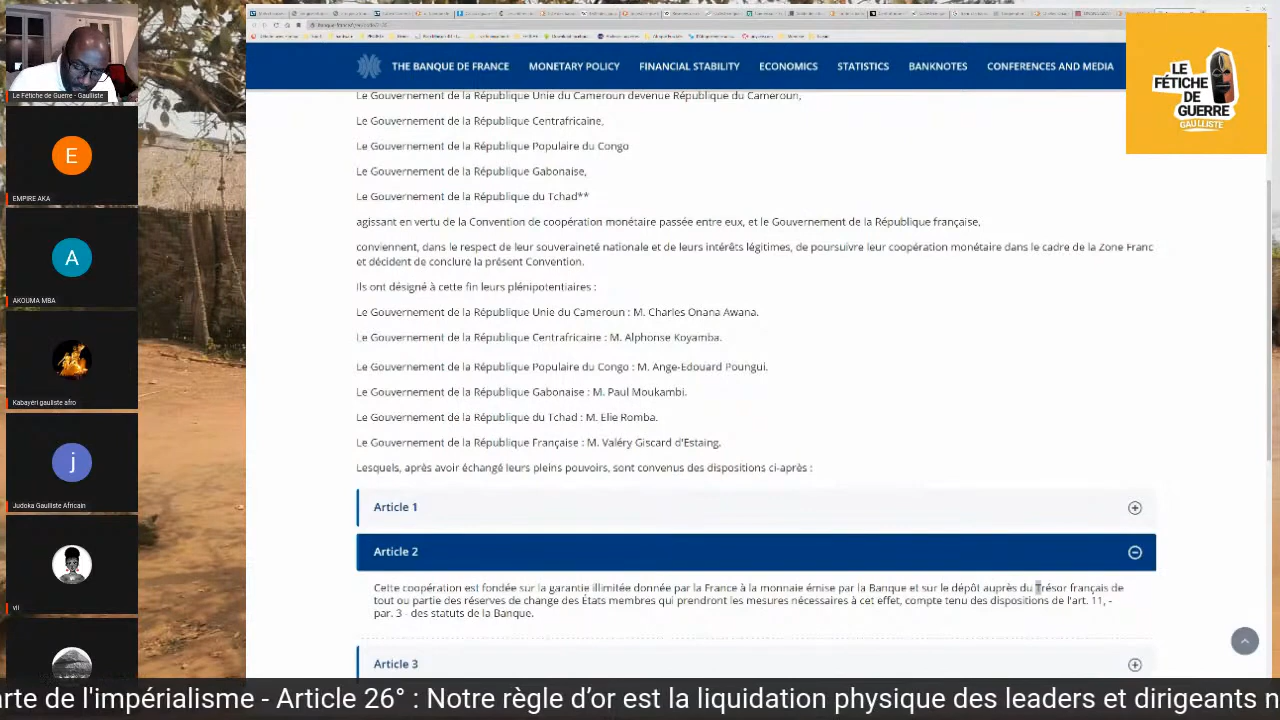 Le Fétiche de Guerre - Gaulliste
E
EMPIRE AKA
A
AKOUMA MBA
Kabayéri gauliste afro
j
Judoka Gaulliste Africain
vii
THE BANQUE DE FRANCE MONETARY POLICY FINANCIAL STABILITY ECONOMICS STATISTICS BANKNOTES CONFERENCES AND MEDIA
LE
FÉTICHE
DE
GUERRE
GAULLISTE
Le Gouvernement de la République Unie du Cameroun devenue République du Cameroun,
Le Gouvernement de la République Centrafricaine,
Le Gouvernement de la République Populaire du Congo
Le Gouvernement de la République Gabonaise,
Le Gouvernement de la République du Tchad**
agissant en vertu de la Convention de coopération monétaire passée entre eux, et le Gouvernement de la République française,
conviennent, dans le respect de leur souveraineté nationale et de leurs intérêts légitimes, de poursuivre leur coopération monétaire dans le cadre de la Zone Franc
et décident de conclure la présent Convention.
Ils ont désigné à cette fin leurs plénipotentiaires :
Le Gouvernement de la République Unie du Cameroun : M. Charles Onana Awana.
Le Gouvernement de la République Centrafricaine : M. Alphonse Koyamba.
Le Gouvernement de la République Populaire du Congo : M. Ange-Edouard Poungui.
Le Gouvernement de la République Gabonaise : M. Paul Moukambi.
Le Gouvernement de la République du Tchad : M. Elie Romba.
Le Gouvernement de la République Française : M. Valéry Giscard d'Estaing.
Lesquels, après avoir échangé leurs pleins pouvoirs, sont convenus des dispositions ci-après :
Article 1
Article 2
Cette coopération est fondée sur la garantie illimitée donnée par la France à la monnaie émise par la Banque et sur le dépôt auprès du Trésor français de
tout ou partie des réserves de change des États membres qui prendront les mesures nécessaires à cet effet, compte tenu des dispositions de l'art. 11, -
par. 3 - des statuts de la Banque.
Article 3
arte de l'impérialisme - Article 26° : Notre règle d’or est la liquidation physique des leaders et dirigeants n